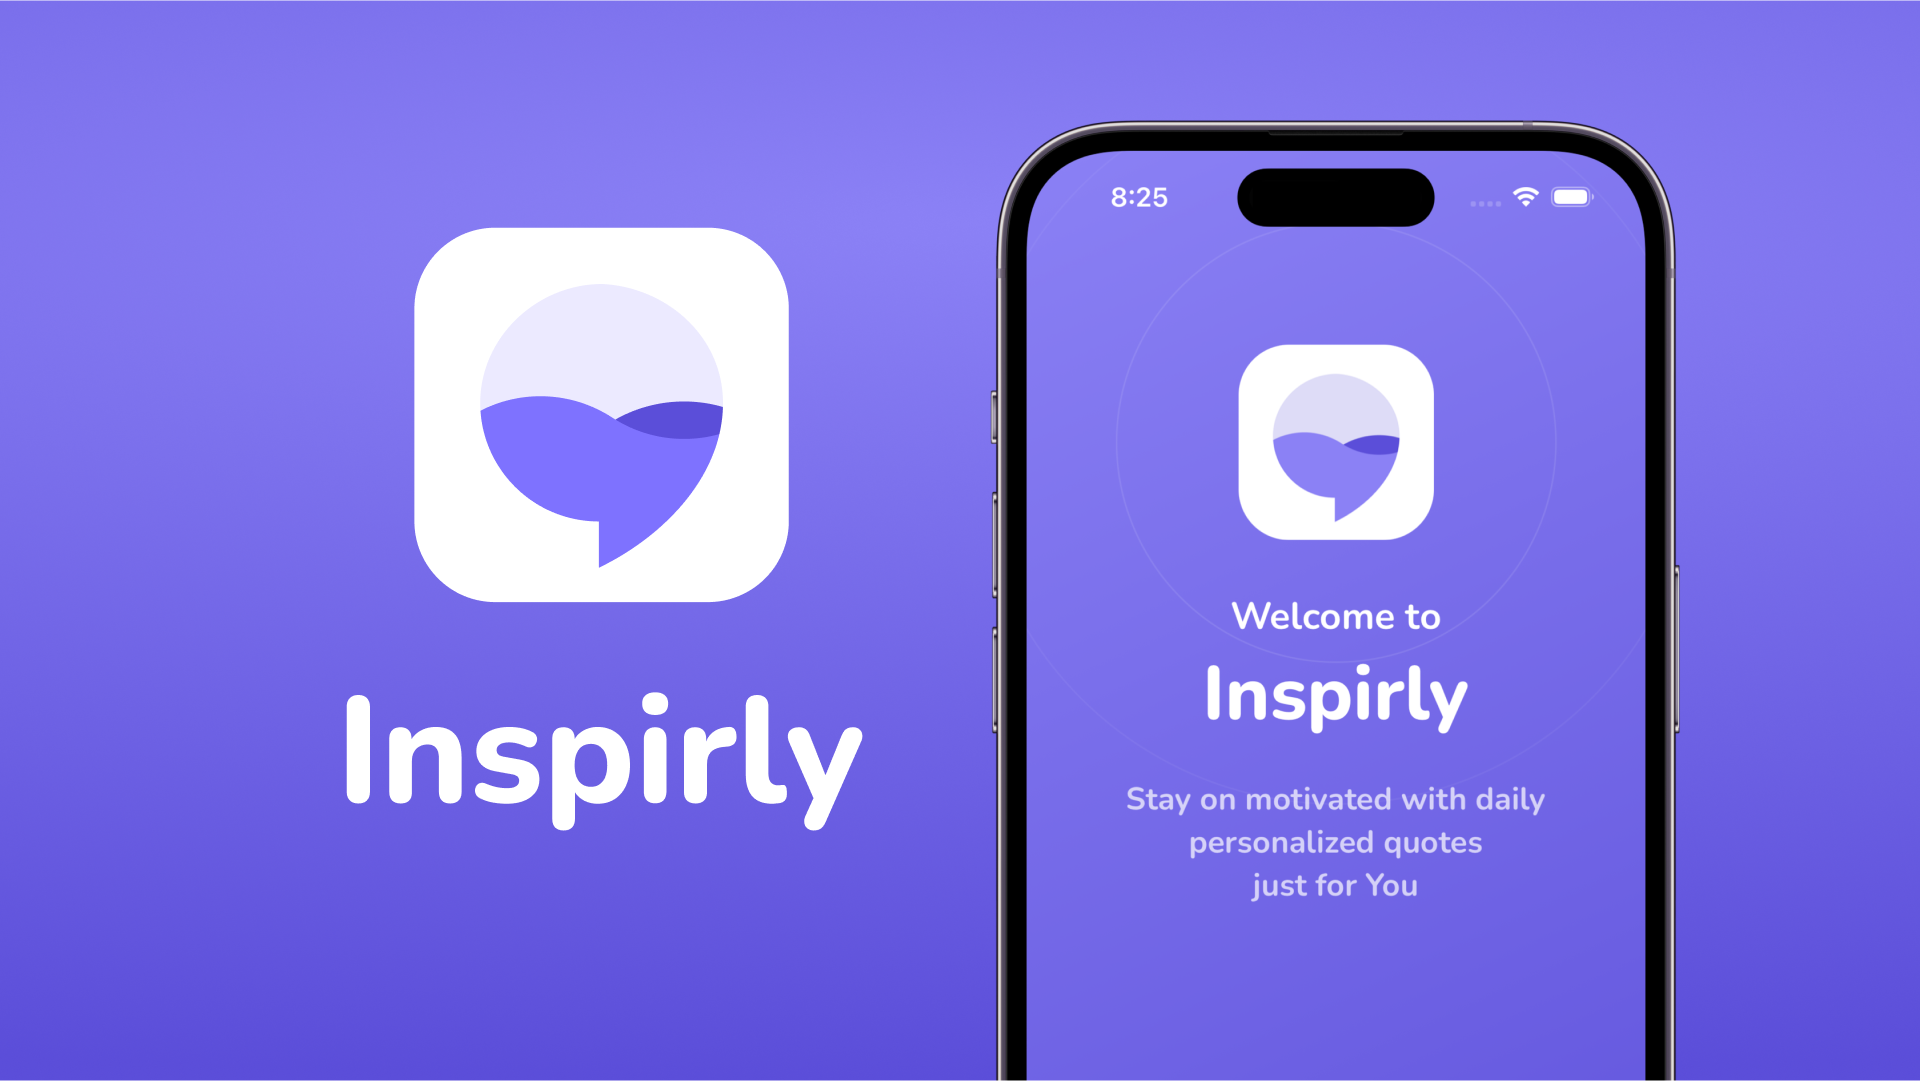 Inspirly
8:25
Welcome to
Inspirly
Stay on motivated with daily
personalized quotes
just for You